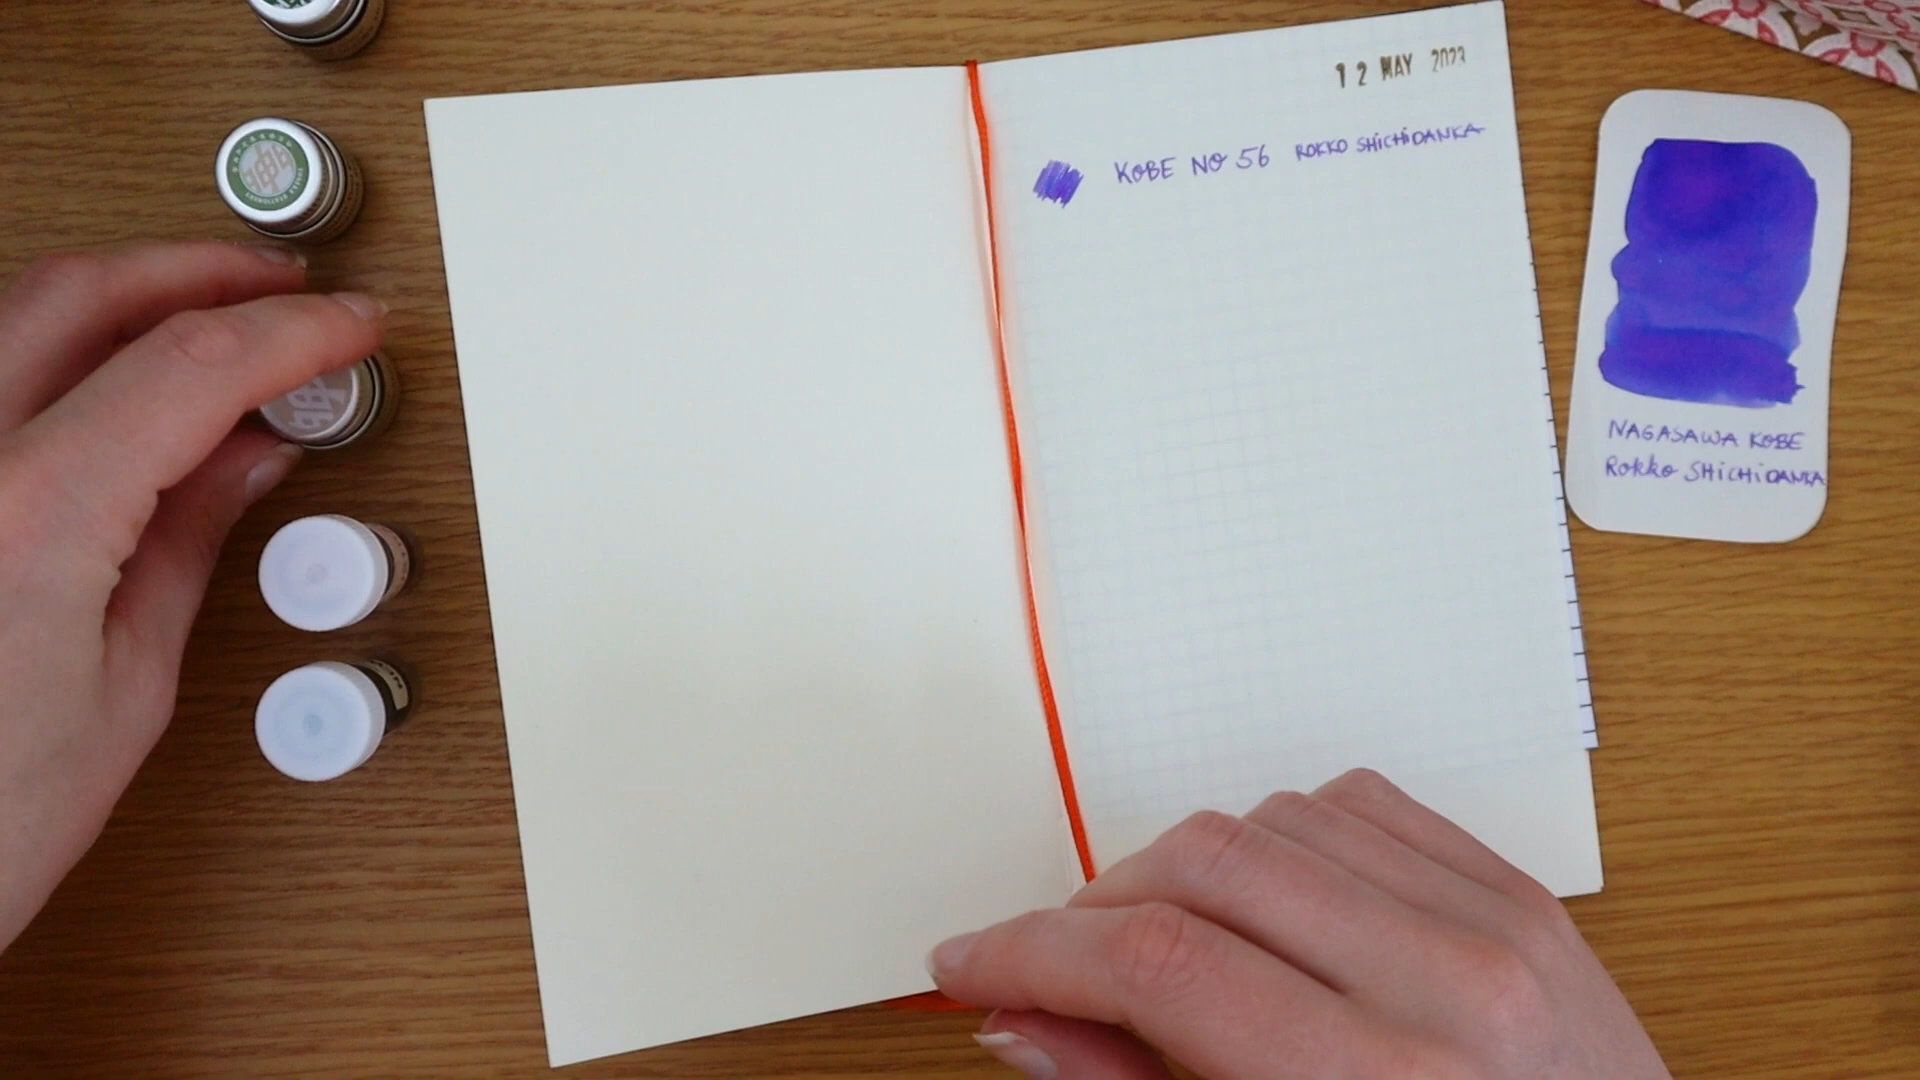 12 MAY 2023
KOBE NO 56 ROKKO SHiCHiDANKA
NAGASAWA KOBE
Rokko SHiCHiDANKA